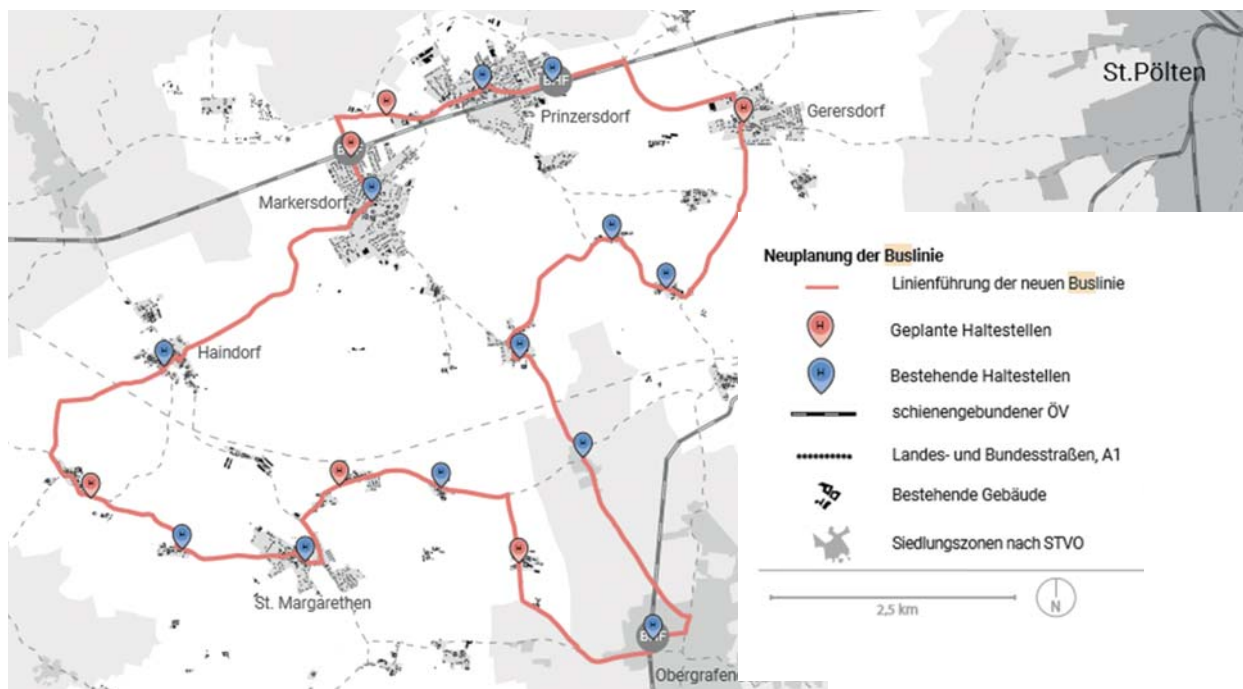 St.Pölten
Prinzersdorf
Gerersdorf
Markersdorf
Haindorf
St. Margarethen
BHF
Obergrafen
Neuplanung der Buslinie
Linienführung der neuen Buslinie
H
Geplante Haltestellen
H
Bestehende Haltestellen
schienengebundener ÖV
Landes- und Bundesstraßen, A1
Bestehende Gebäude
Siedlungszonen nach STVO
2,5 km
N